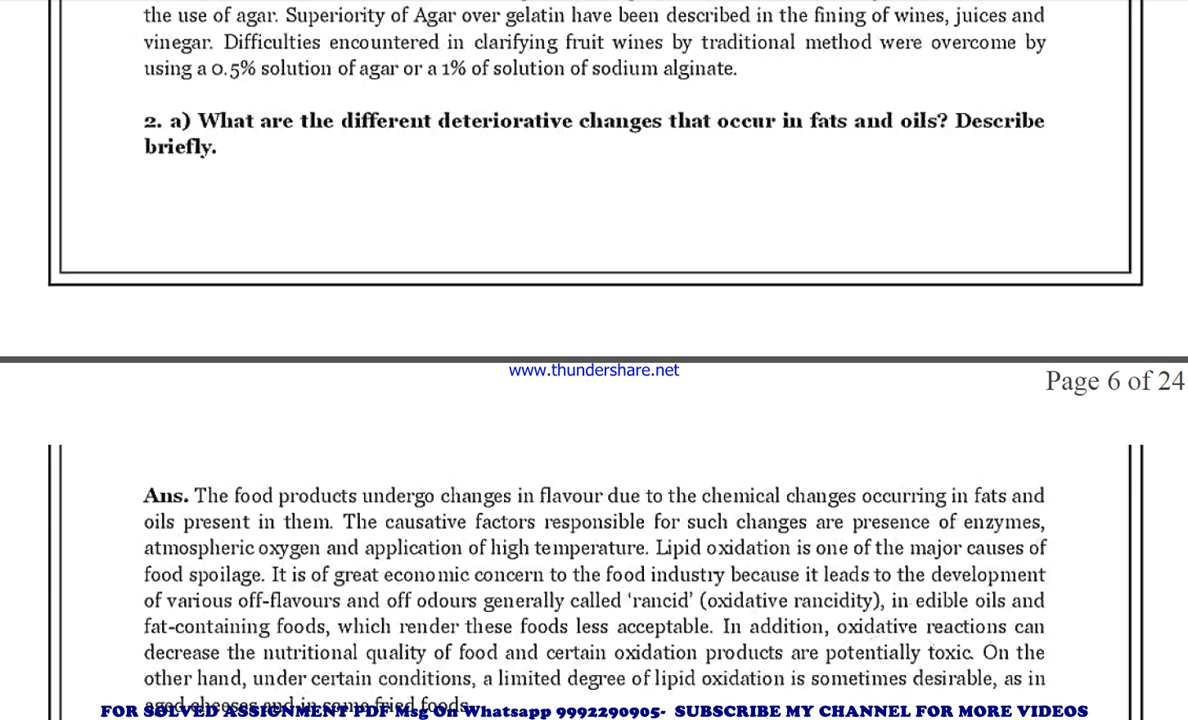 the use of agar. Superiority of Agar over gelatin have been described in the fining of wines, juices and
vinegar. Difficulties encountered in clarifying fruit wines by traditional method were overcome by
using a 0.5% solution of agar or a 1% of solution of sodium alginate.
2. a) What are the different deteriorative changes that occur in fats and oils? Describe
briefly.
www.thundershare.net
Page 6 of 24
Ans. The food products undergo changes in flavour due to the chemical changes occurring in fats and
oils present in them. The causative factors responsible for such changes are presence of enzymes,
atmospheric oxygen and application of high temperature. Lipid oxidation is one of the major causes of
food spoilage. It is of great economic concern to the food industry because it leads to the development
of various off-flavours and off odours generally called 'rancid' (oxidative rancidity), in edible oils and
fat-containing foods, which render these foods less acceptable. In addition, oxidative reactions can
decrease the nutritional quality of food and certain oxidation products are potentially toxic. On the
other hand, under certain conditions, a limited degree of lipid oxidation is sometimes desirable, as in
fried foods.
FOR SOLVED ASSIGNMENT PDF Msg On Whatsapp 9992290905- SUBSCRIBE MY CHANNEL FOR MORE VIDEOS